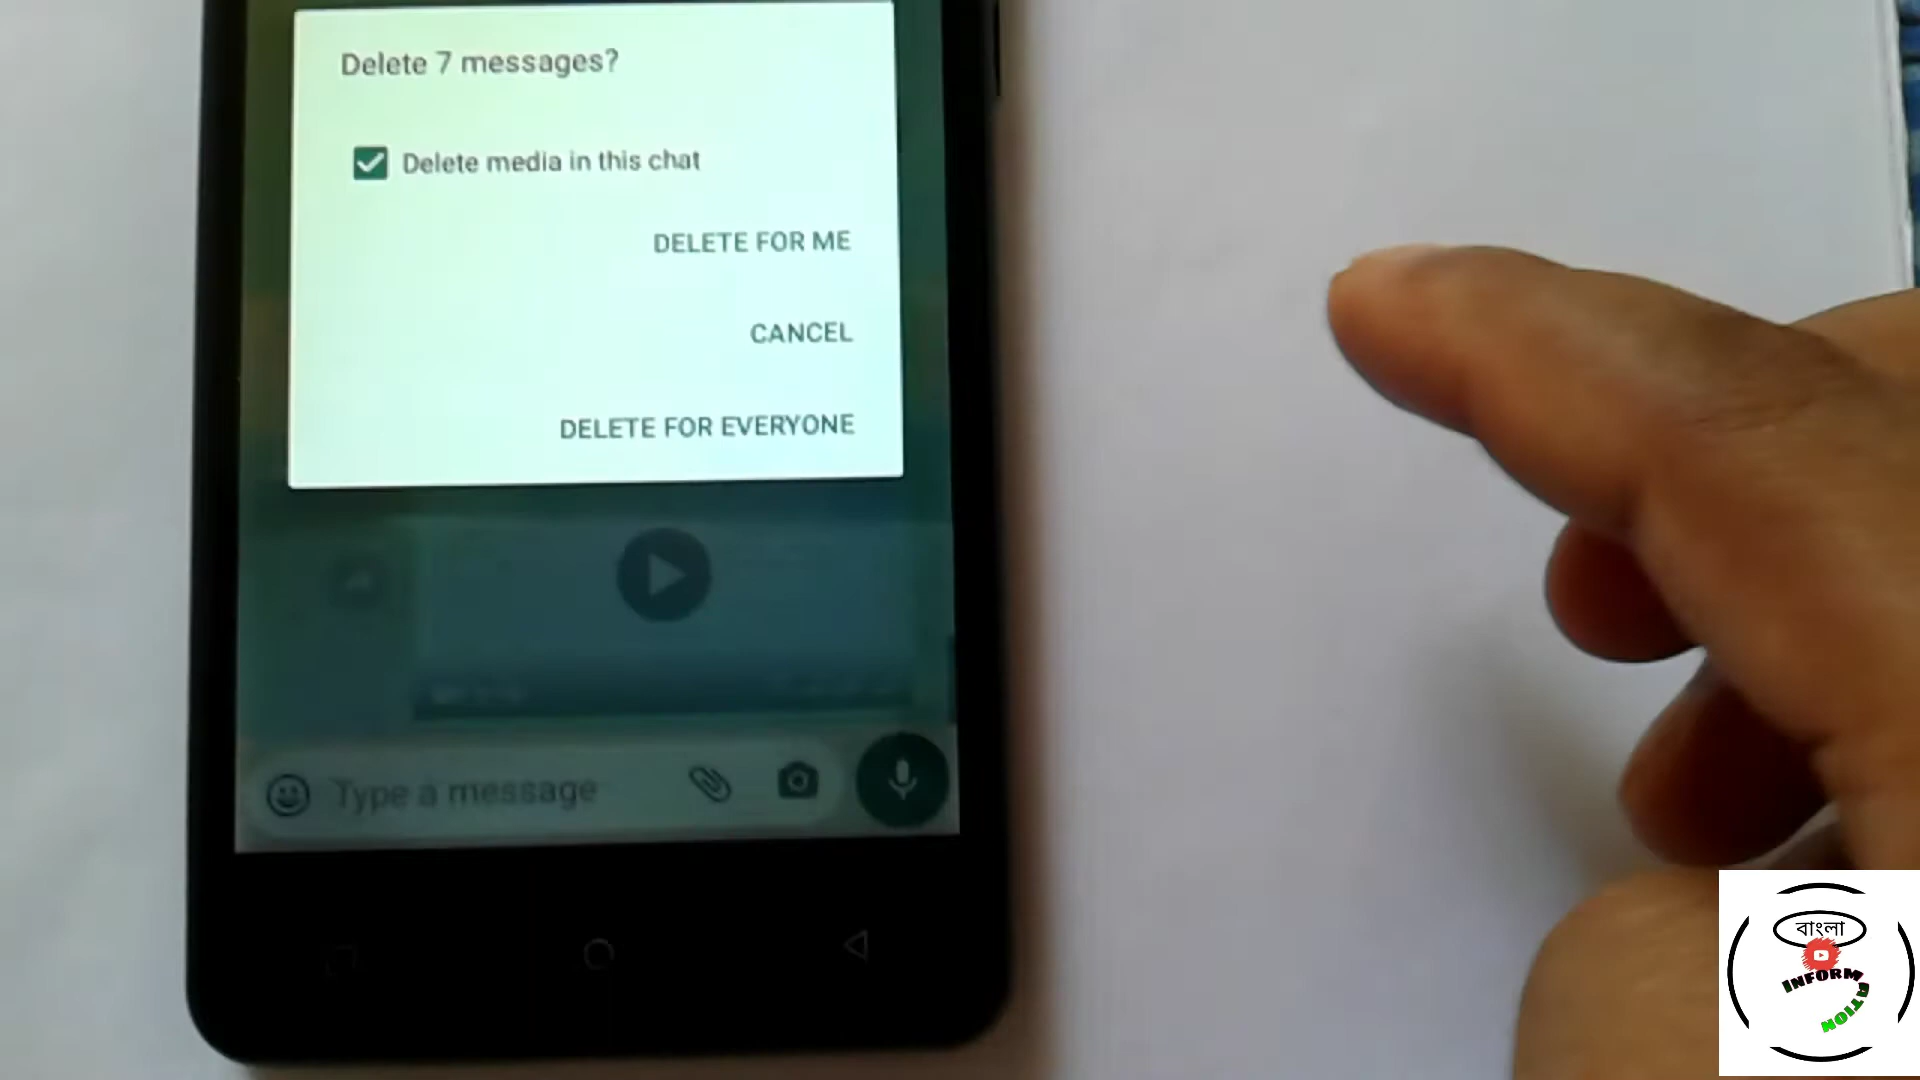 Delete 7 messages?
Delete media in this chat
DELETE FOR ME
CANCEL
DELETE FOR EVERYONE
Type a message
বাংলা
INFORMATION